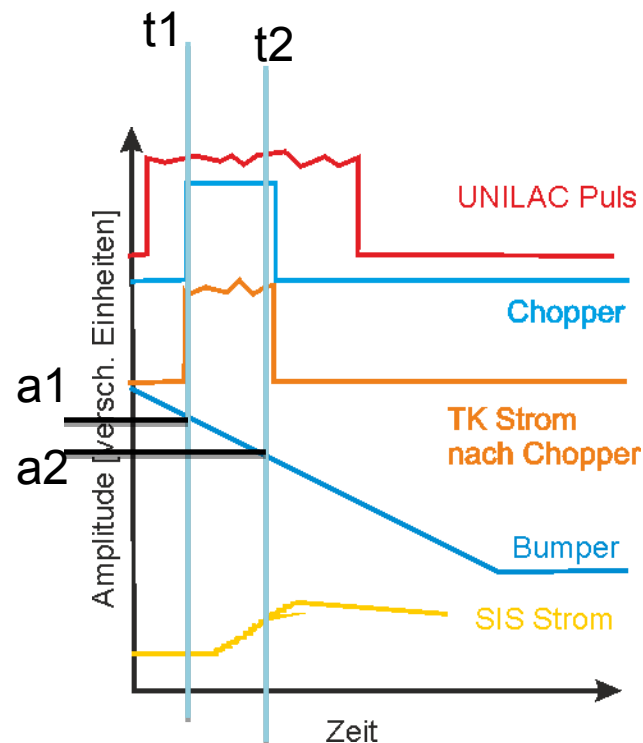 t1
t2
UNILAC Puls
Chopper
TK Strom
nach Chopper
a1
a2
Amplitude [versch. Einheiten]
Bumper
SIS Strom
Zeit